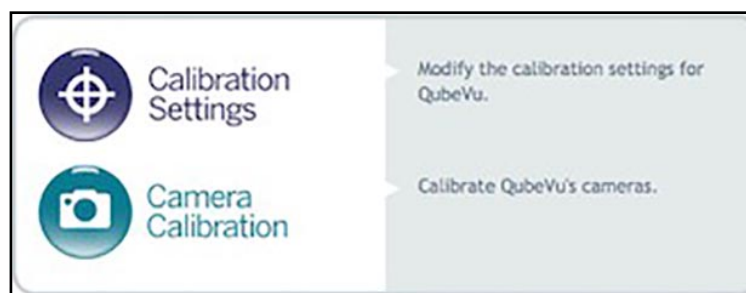 Calibration
Settings
Modify the calibration settings for
QubeVu.
Camera
Calibration
Calibrate QubeVu's cameras.